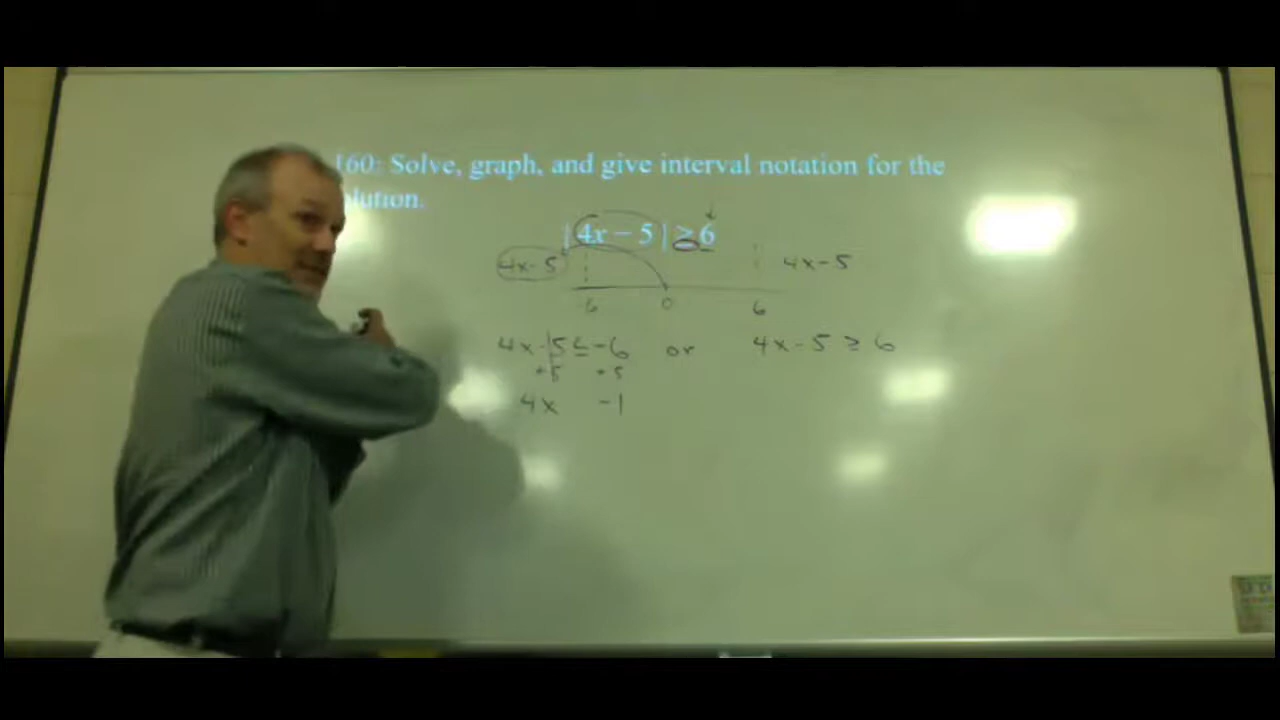 160: Solve, graph, and give interval notation for the
olution.
|4x − 5| ≥ 6
4x-5 4x-5
6 0 6
4x-5≤-6 or 4x-5≥6
+5 +5
4x -1